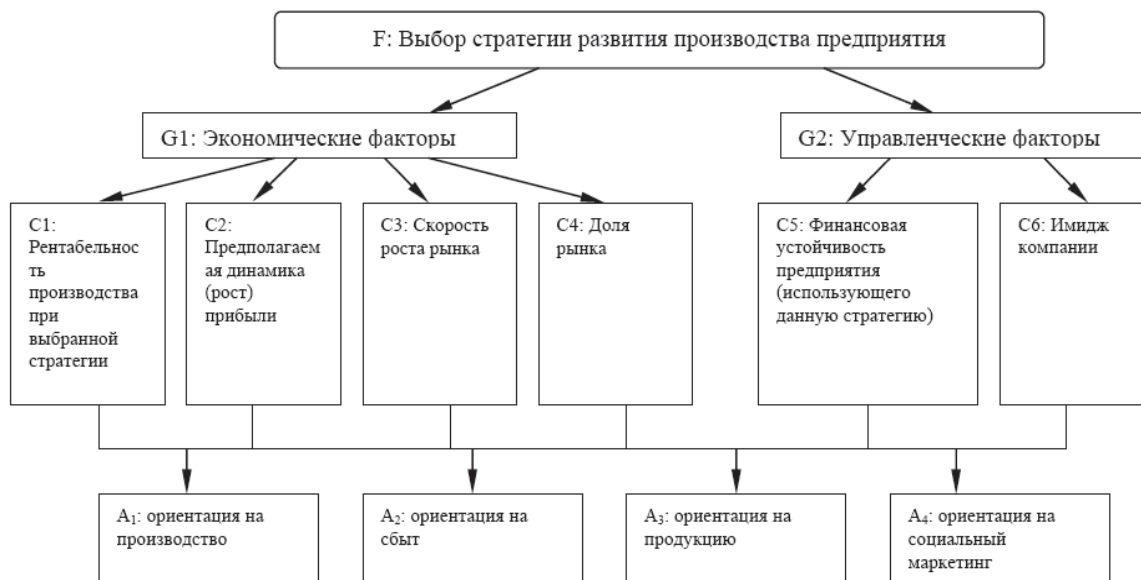 F: Выбор стратегии развития производства предприятия
G1: Экономические факторы
G2: Управленческие факторы
C1:
Рентабельнос
ть
производства
при
выбранной
стратегии
C2:
Предполагаем
ая динамика
(рост)
прибыли
C3: Скорость
роста рынка
C4: Доля
рынка
C5: Финансовая
устойчивость
предприятия
(использующего
данную стратегию)
C6: Имидж
компании
A₁: ориентация на
производство
A₂: ориентация на
сбыт
A₃: ориентация на
продукцию
A₄: ориентация на
социальный
маркетинг